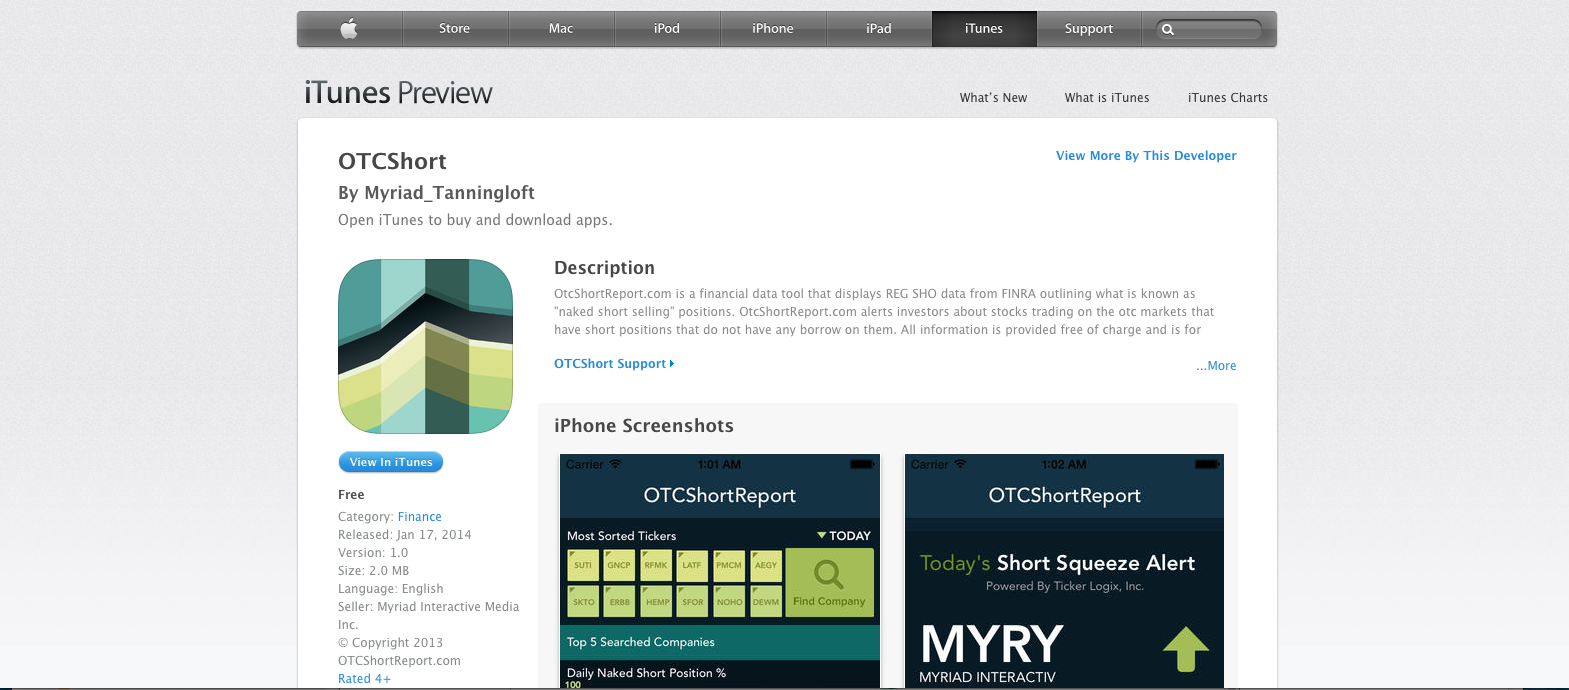 Store Mac iPod iPhone iPad iTunes Support
iTunes Preview
What's New What is iTunes iTunes Charts
OTCShort
View More By This Developer
By Myriad_Tanningloft
Open iTunes to buy and download apps.
Description
OtcShortReport.com is a financial data tool that displays REG SHO data from FINRA outlining what is known as
"naked short selling" positions. OtcShortReport.com alerts investors about stocks trading on the otc markets that
have short positions that do not have any borrow on them. All information is provided free of charge and is for
OTCShort Support
...More
View In iTunes
Free
Category: Finance
Released: Jan 17, 2014
Version: 1.0
Size: 2.0 MB
Language: English
Seller: Myriad Interactive Media
Inc.
© Copyright 2013
OTCShortReport.com
Rated 4+
iPhone Screenshots
Carrier 1:01 AM
OTCShortReport
Most Sorted Tickers TODAY
SUTI GNCP RFMK LATF PMCM AEGY
SKTO ERBB HEMP SFOR NOHO DEWM
Find Company
Top 5 Searched Companies
Daily Naked Short Position %
100
Carrier 1:02 AM
OTCShortReport
Today's Short Squeeze Alert
Powered By Ticker Logix, Inc.
MYRY
MYRIAD INTERACTIV